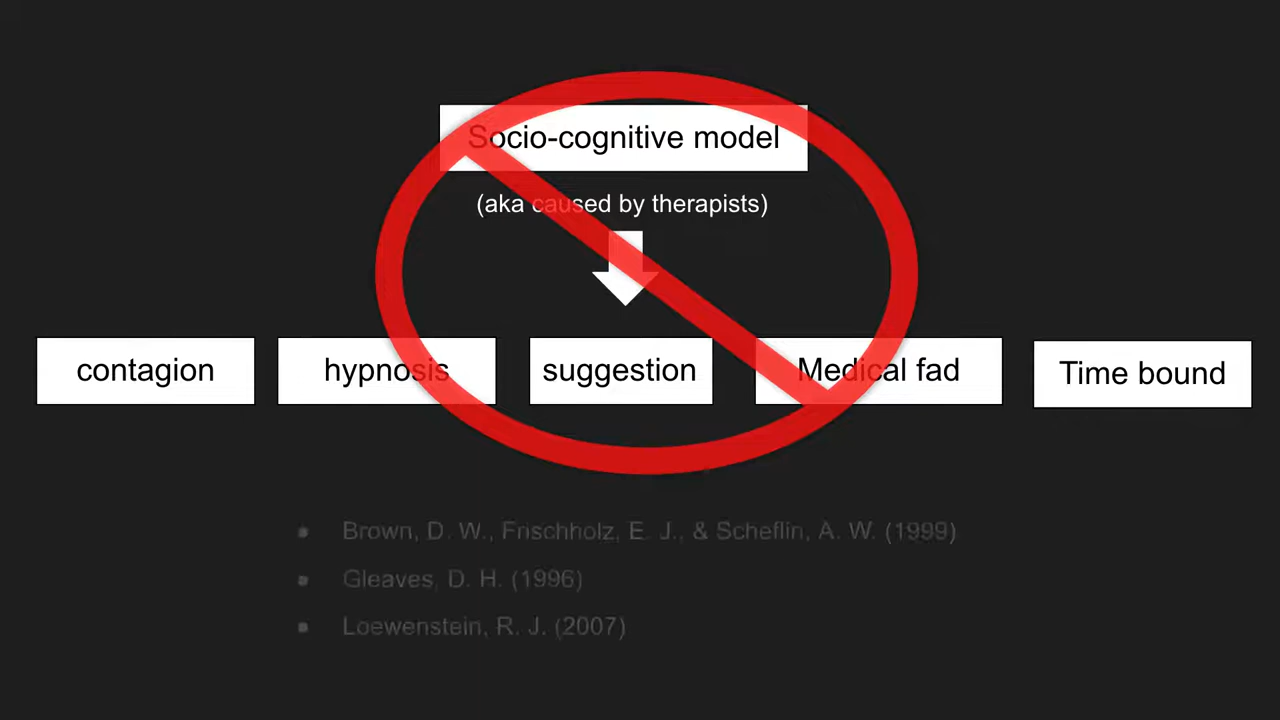 Socio-cognitive model
(aka caused by therapists)
contagion
hypnosis
suggestion
Medical fad
Time bound
• Brown, D. W., Frischholz, E. J., & Scheflin, A. W. (1999)
• Gleaves, D. H. (1996)
• Loewenstein, R. J. (2007)